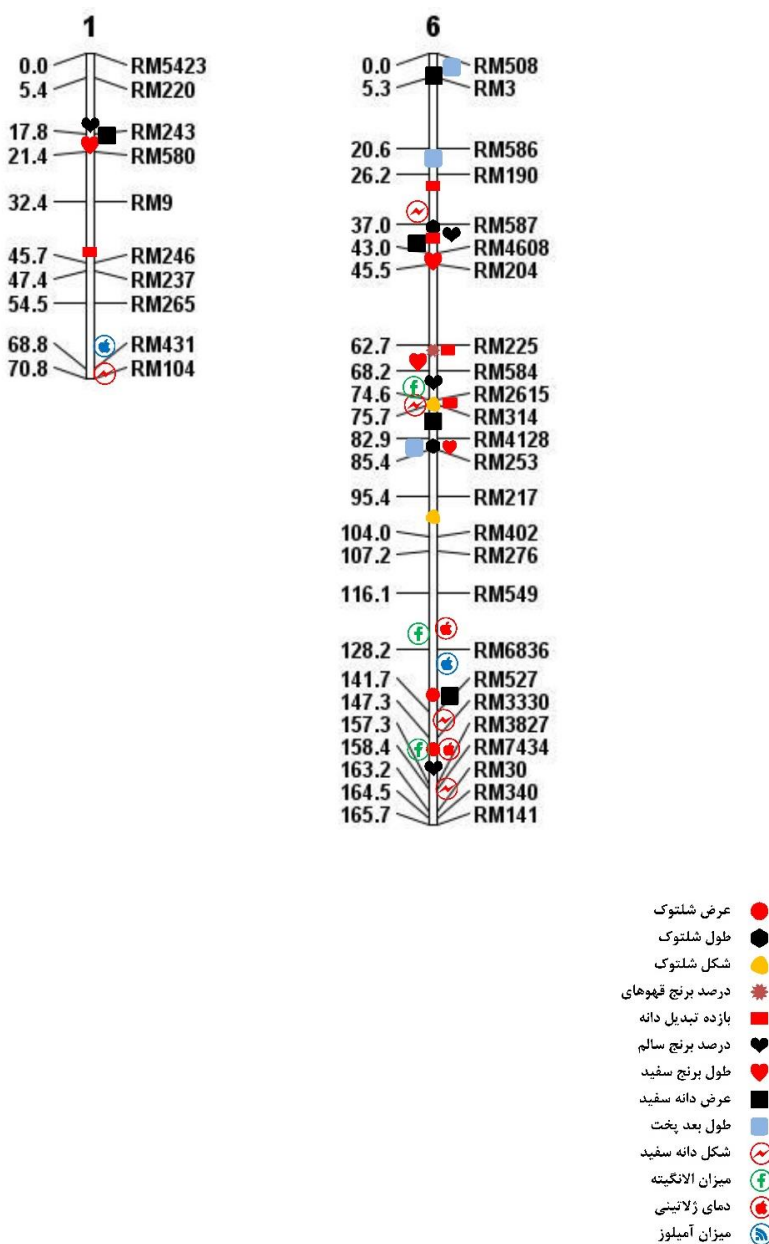 1
0.0 RM5423
5.4 RM220
17.8 RM243
21.4 RM580
32.4 RM9
45.7 RM246
47.4 RM237
54.5 RM265
68.8 RM431
70.8 RM104
6
0.0 RM508
5.3 RM3
20.6 RM586
26.2 RM190
37.0 RM587
43.0 RM4608
45.5 RM204
62.7 RM225
68.2 RM584
74.6 RM2615
75.7 RM314
82.9 RM4128
85.4 RM253
95.4 RM217
104.0 RM402
107.2 RM276
116.1 RM549
128.2 RM6836
141.7 RM527
147.3 RM3330
157.3 RM3827
158.4 RM7434
163.2 RM30
164.5 RM340
165.7 RM141
عرض شلتوک
طول شلتوک
شکل شلتوک
درصد برنج قهوهای
بازده تبدیل دانه
درصد برنج سالم
طول برنج سفید
عرض دانه سفید
طول بعد پخت
شکل دانه سفید
میزان الانگیته
دمای ژلاتینی
میزان آمیلوز